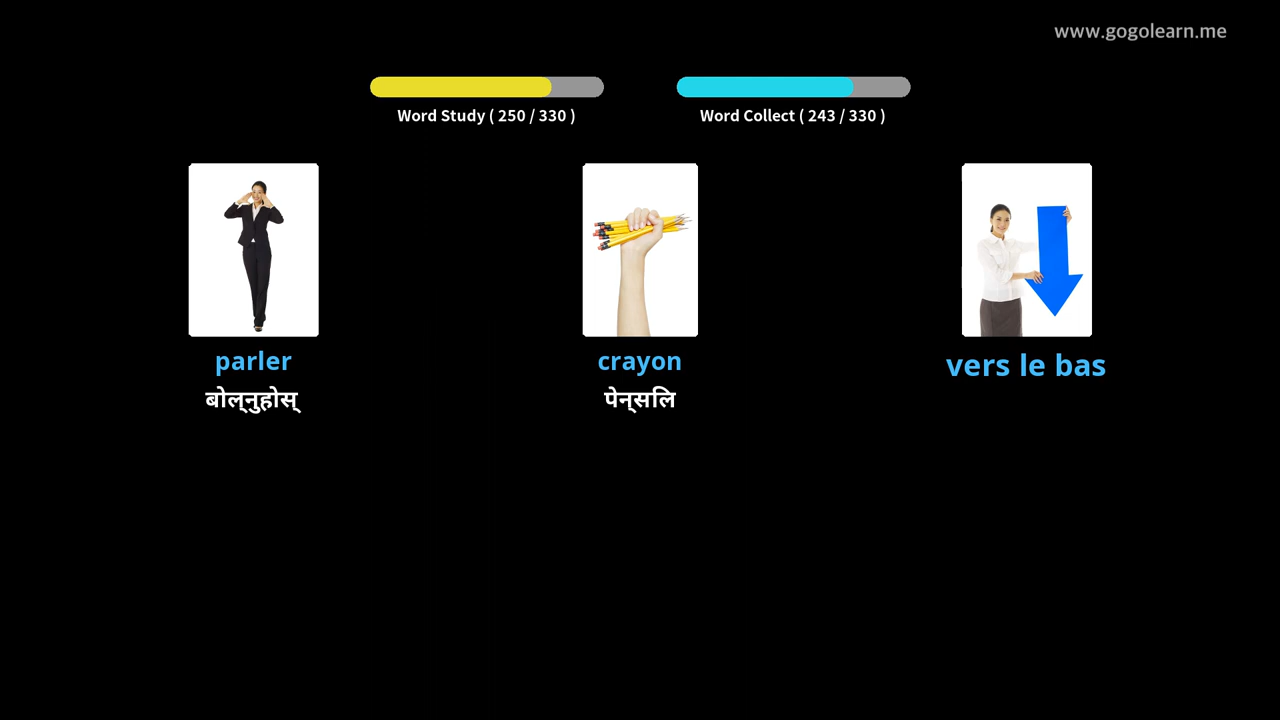 www.gogolearn.me
Word Study ( 250 / 330 )
Word Collect ( 243 / 330 )
parler
crayon
vers le bas
बोल्नुहोस्
पेन्सलि